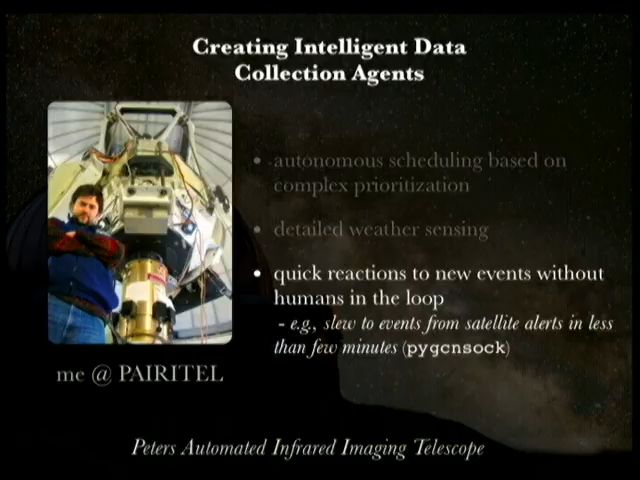 Creating Intelligent Data
Collection Agents
• autonomous scheduling based on
complex prioritization
• detailed weather sensing
• quick reactions to new events without
humans in the loop
- e.g., slew to events from satellite alerts in less
than few minutes (pygcnsock)
me @ PAIRITEL
Peters Automated Infrared Imaging Telescope